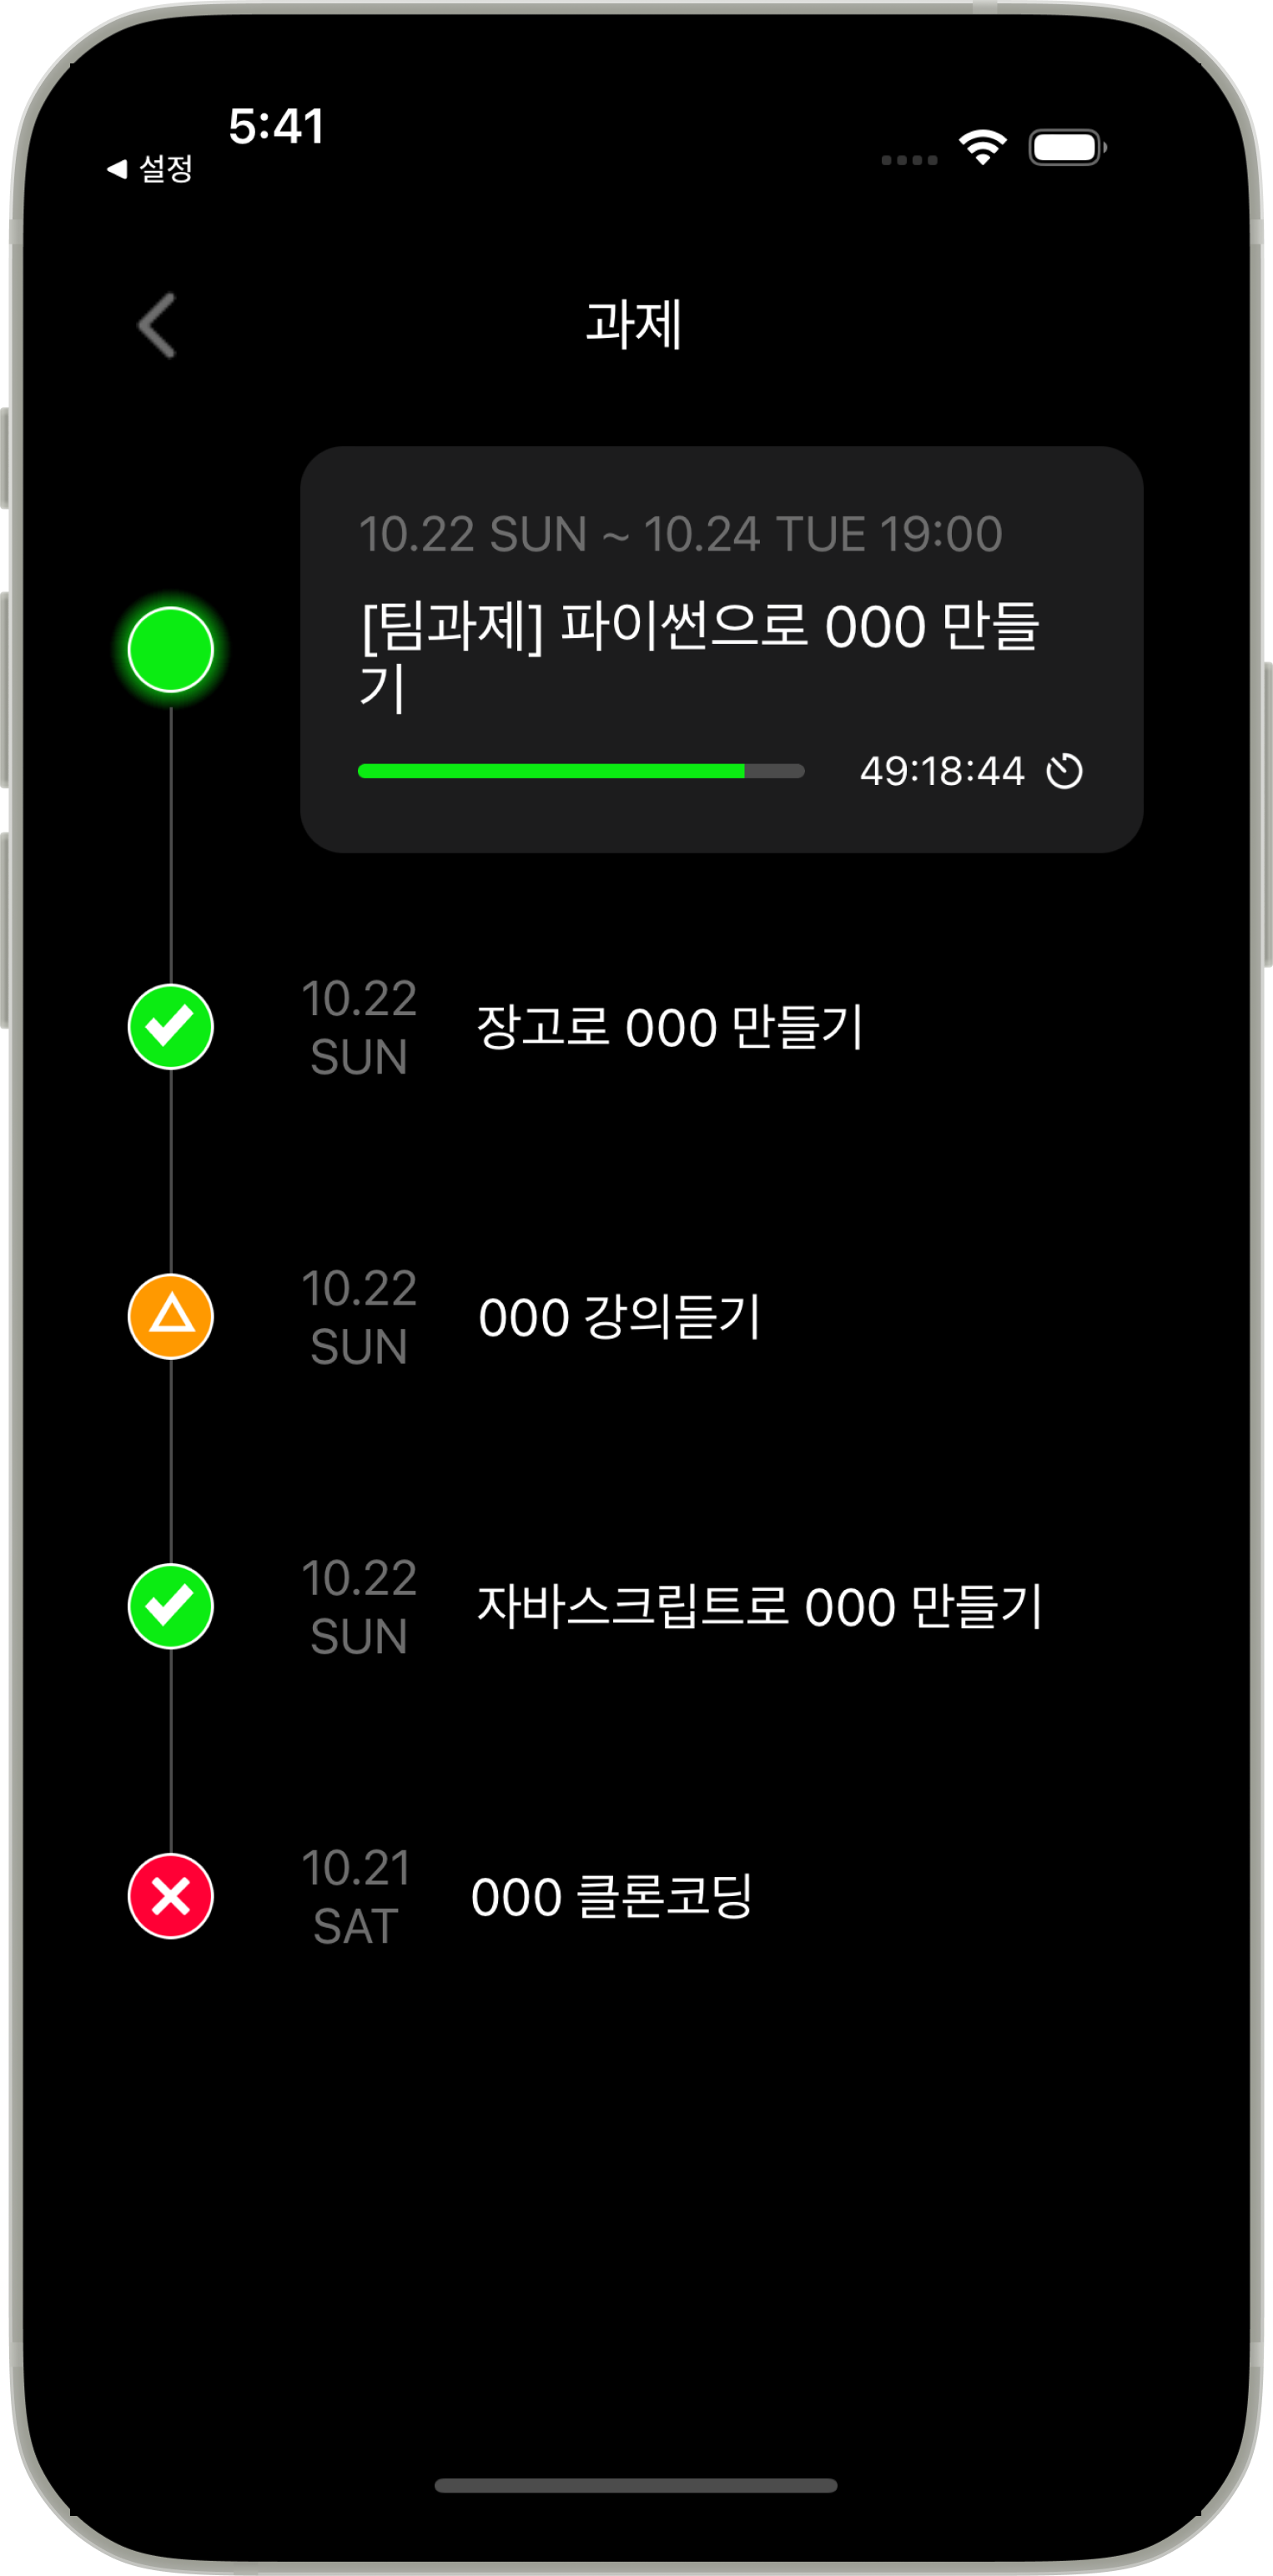 5:41
설정
과제
10.22 SUN ~ 10.24 TUE 19:00
[팀과제] 파이썬으로 000 만들
기
49:18:44
10.22
SUN
장고로 000 만들기
10.22
SUN
000 강의듣기
10.22
SUN
자바스크립트로 000 만들기
10.21
SAT
000 클론코딩